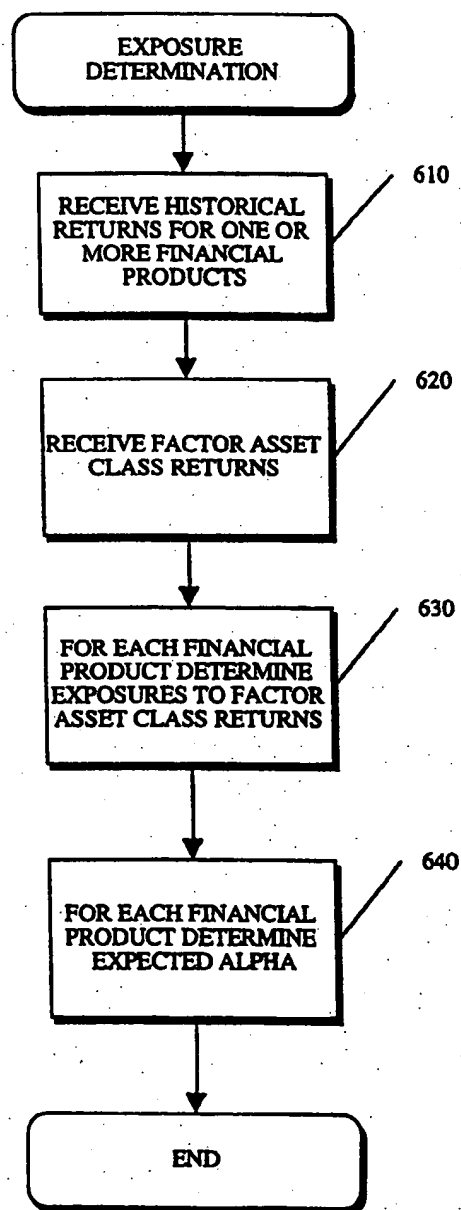 EXPOSURE
DETERMINATION
610
RECEIVE HISTORICAL
RETURNS FOR ONE OR
MORE FINANCIAL
PRODUCTS
620
RECEIVE FACTOR ASSET
CLASS RETURNS
630
FOR EACH FINANCIAL
PRODUCT DETERMINE
EXPOSURES TO FACTOR
ASSET CLASS RETURNS
640
FOR EACH FINANCIAL
PRODUCT DETERMINE
EXPECTED ALPHA
END